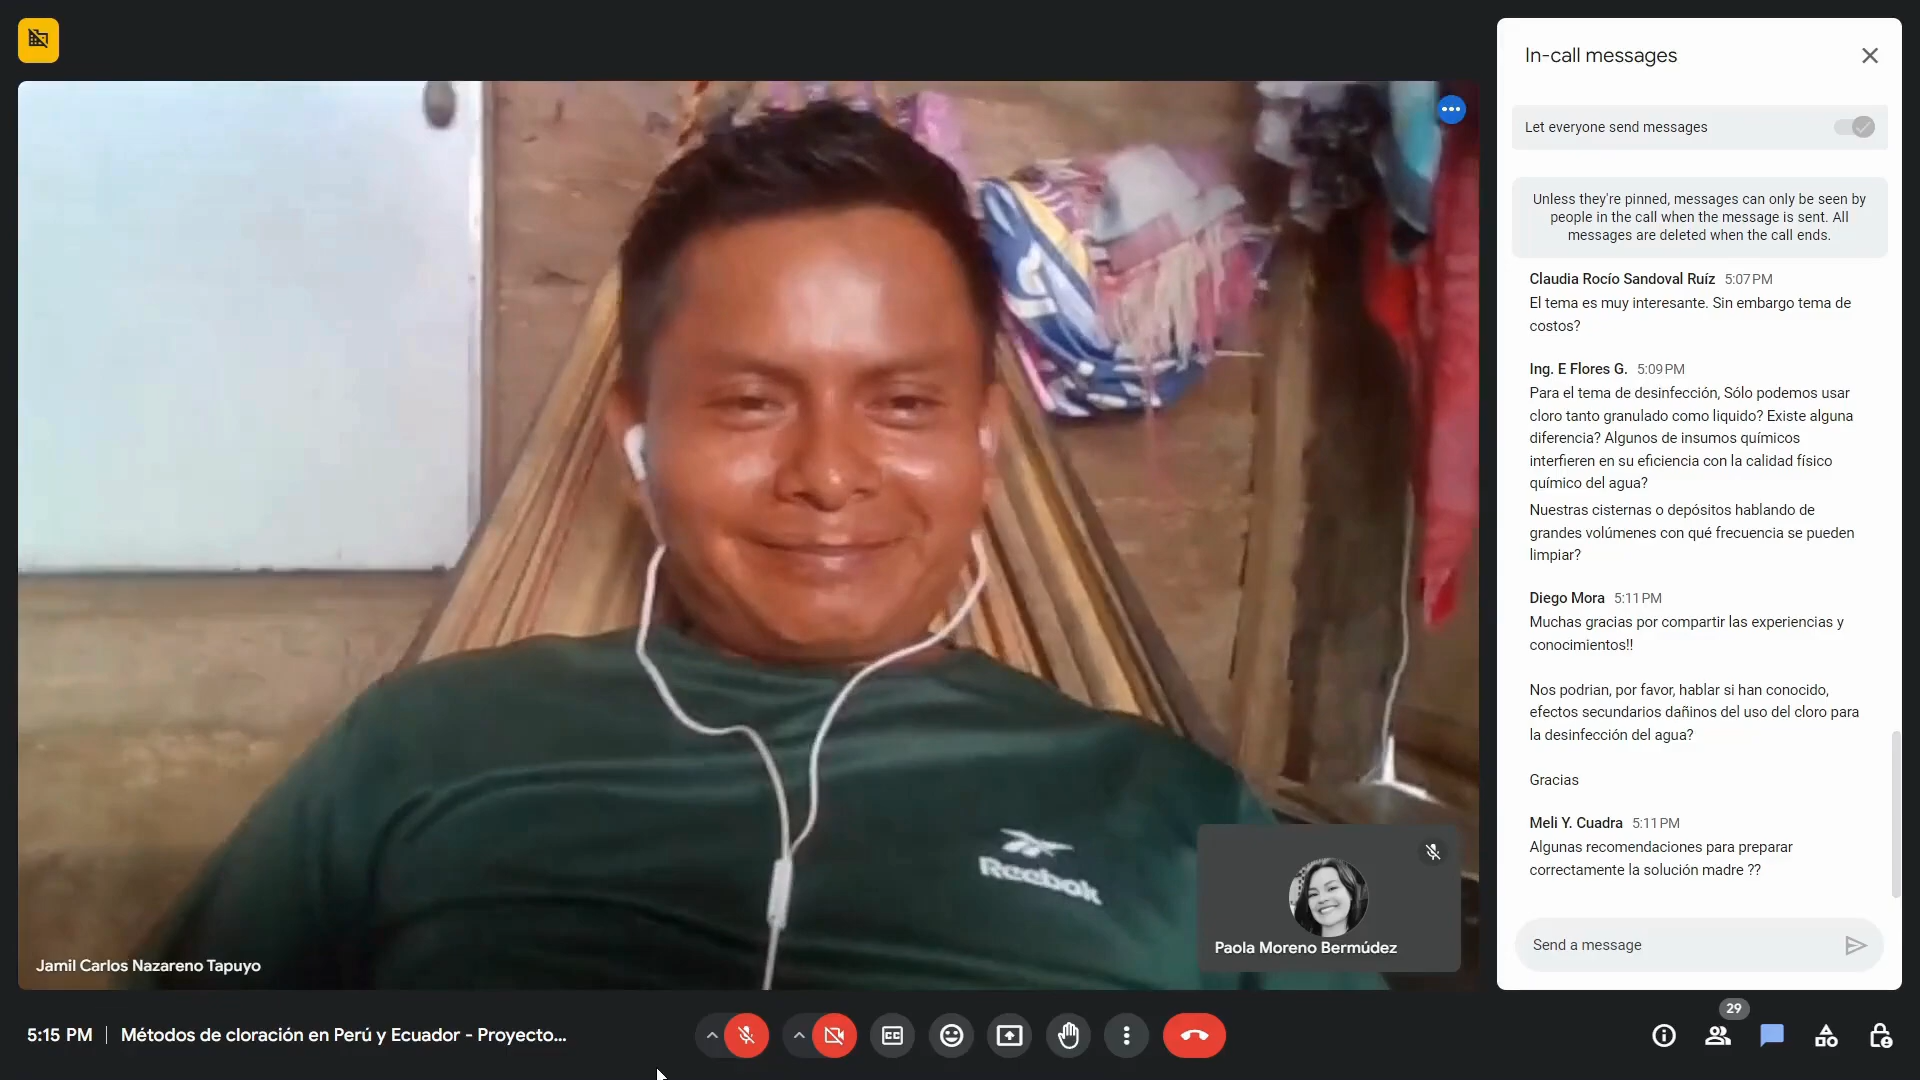 In-call messages
Let everyone send messages
Unless they're pinned, messages can only be seen by
people in the call when the message is sent. All
messages are deleted when the call ends.
Claudia Rocío Sandoval Ruíz 5:07 PM
El tema es muy interesante. Sin embargo tema de
costos?
Ing. E Flores G. 5:09 PM
Para el tema de desinfección, Sólo podemos usar
cloro tanto granulado como liquido? Existe alguna
diferencia? Algunos de insumos químicos
interfieren en su eficiencia con la calidad físico
químico del agua?
Nuestras cisternas o depósitos hablando de
grandes volúmenes con qué frecuencia se pueden
limpiar?
Diego Mora 5:11 PM
Muchas gracias por compartir las experiencias y
conocimientos!!
Nos podrian, por favor, hablar si han conocido,
efectos secundarios dañinos del uso del cloro para
la desinfección del agua?
Gracias
Meli Y. Cuadra 5:11 PM
Algunas recomendaciones para preparar
correctamente la solución madre ??
Send a message
Reebok
Paola Moreno Bermúdez
Jamil Carlos Nazareno Tapuyo
5:15 PM | Métodos de cloración en Perú y Ecuador - Proyecto...
29